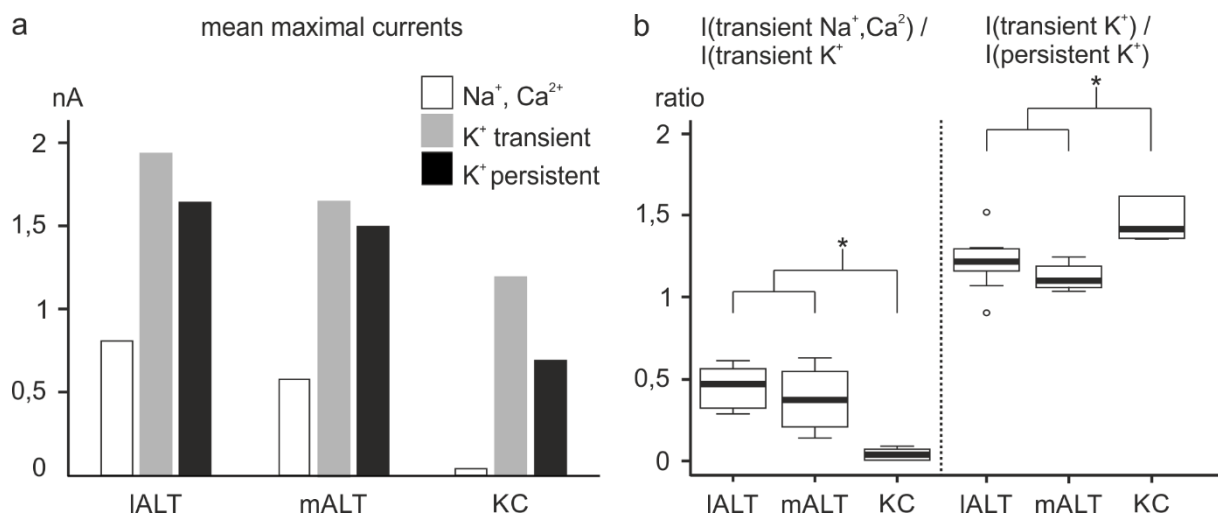 a
mean maximal currents
nA
Na⁺, Ca²⁺
K⁺ transient
K⁺ persistent
2
1,5
1
0,5
0
lALT mALT KC
b
I(transient Na⁺,Ca²) /
I(transient K⁺
I(transient K⁺) /
I(persistent K⁺)
ratio
*
*
2
1,5
1
0,5
0
lALT mALT KC lALT mALT KC